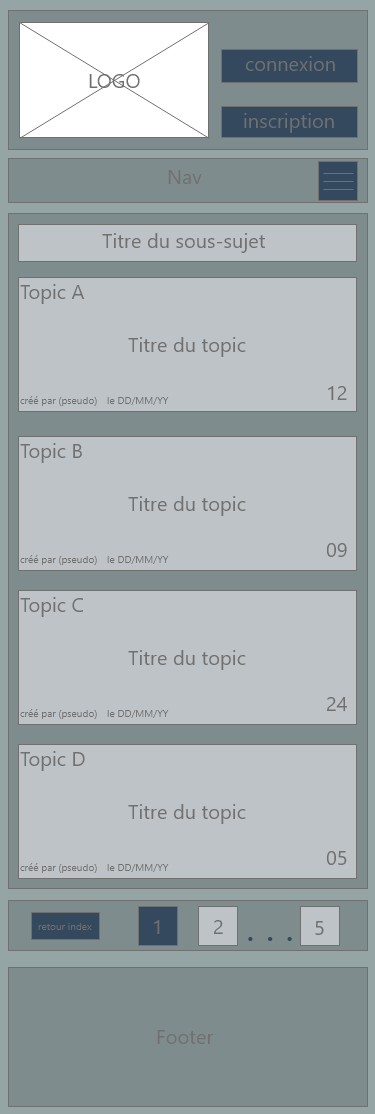 LOGO
connexion
inscription
Nav
Titre du sous-sujet
Topic A
Titre du topic
créé par (pseudo) le DD/MM/YY
12
Topic B
Titre du topic
créé par (pseudo) le DD/MM/YY
09
Topic C
Titre du topic
créé par (pseudo) le DD/MM/YY
24
Topic D
Titre du topic
créé par (pseudo) le DD/MM/YY
05
retour index 1 2 . . . 5
Footer